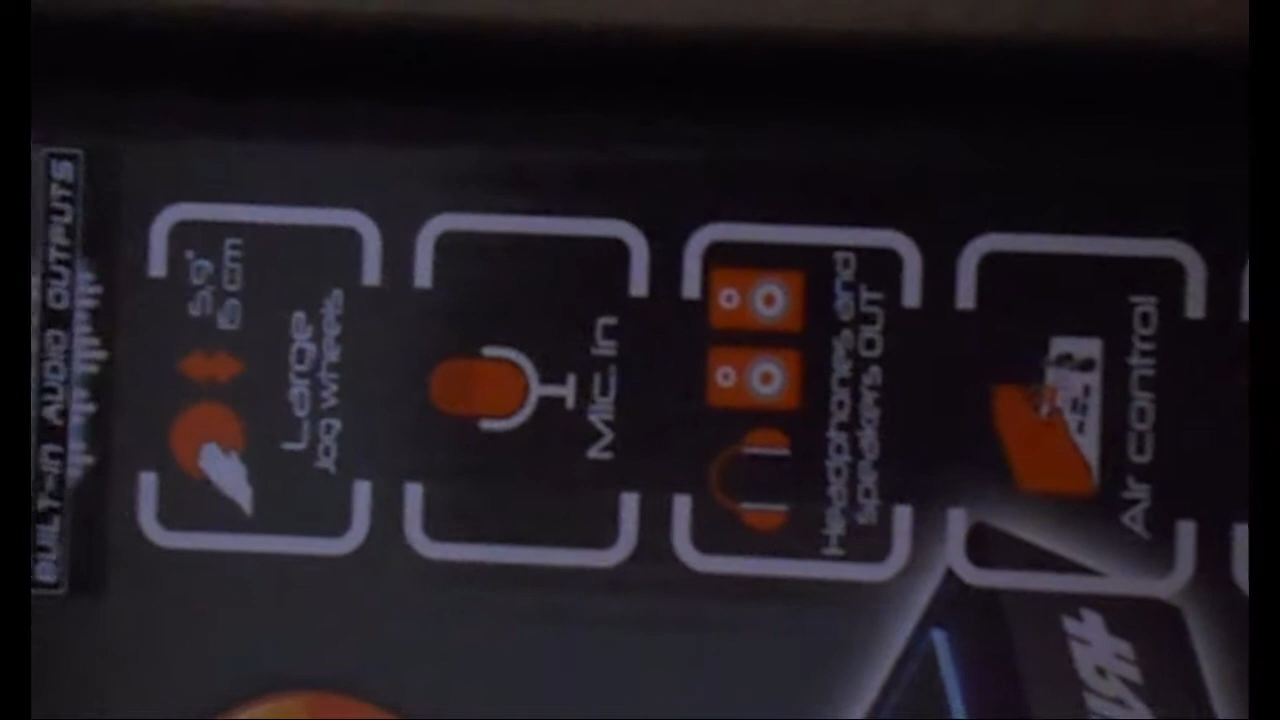 BUILT-IN AUDIO OUTPUTS
5,9"
15 cm
Large
jog wheels
Mic. in
Headphones and
speakers OUT
Air control